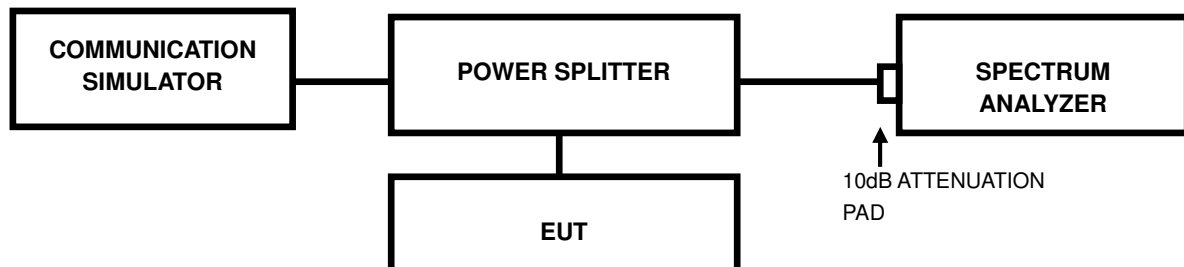 COMMUNICATION
SIMULATOR
POWER SPLITTER
SPECTRUM
ANALYZER
10dB ATTENUATION
PAD
EUT